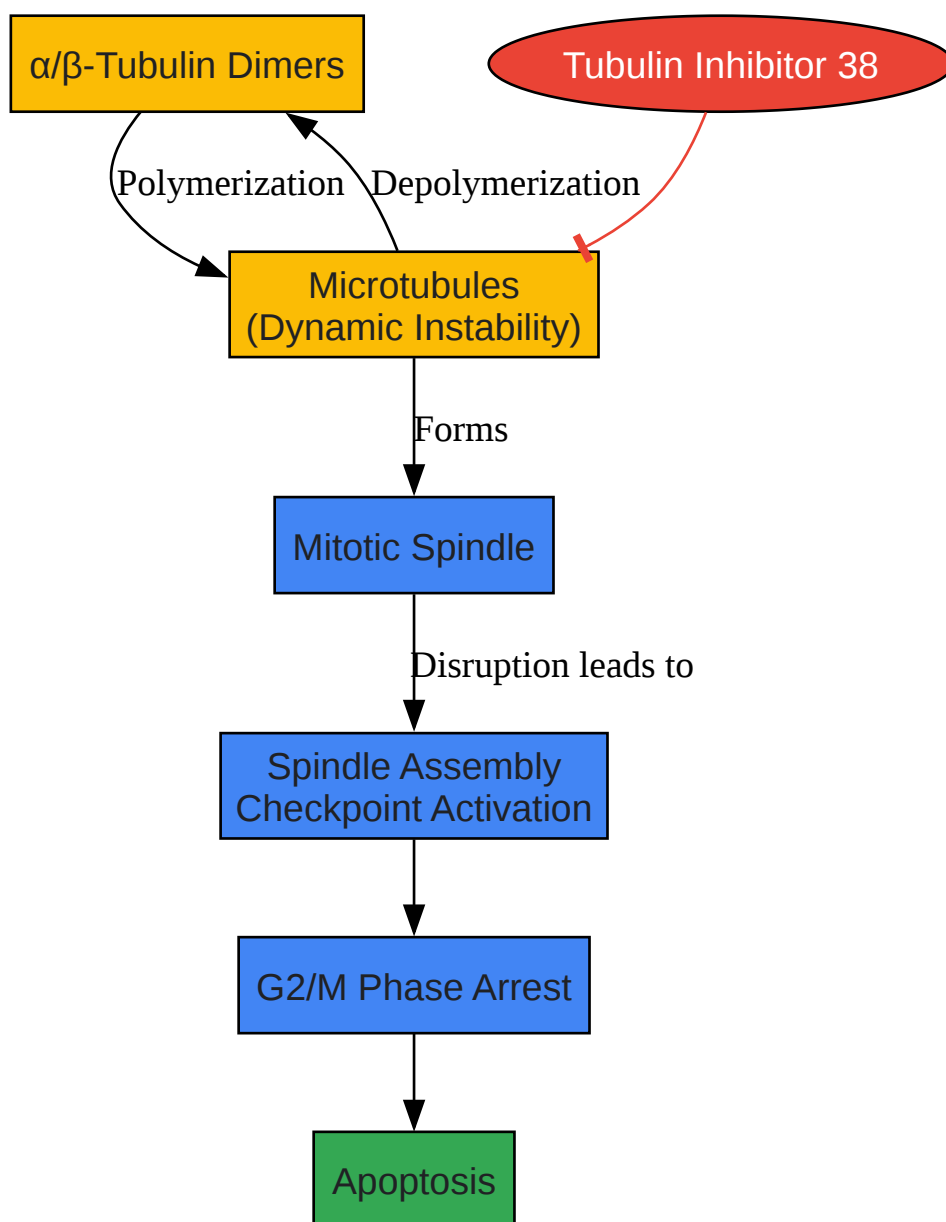 α/β-Tubulin Dimers
Tubulin Inhibitor 38
Polymerization
Depolymerization
Microtubules
(Dynamic Instability)
Forms
Mitotic Spindle
Disruption leads to
Spindle Assembly
Checkpoint Activation
G2/M Phase Arrest
Apoptosis